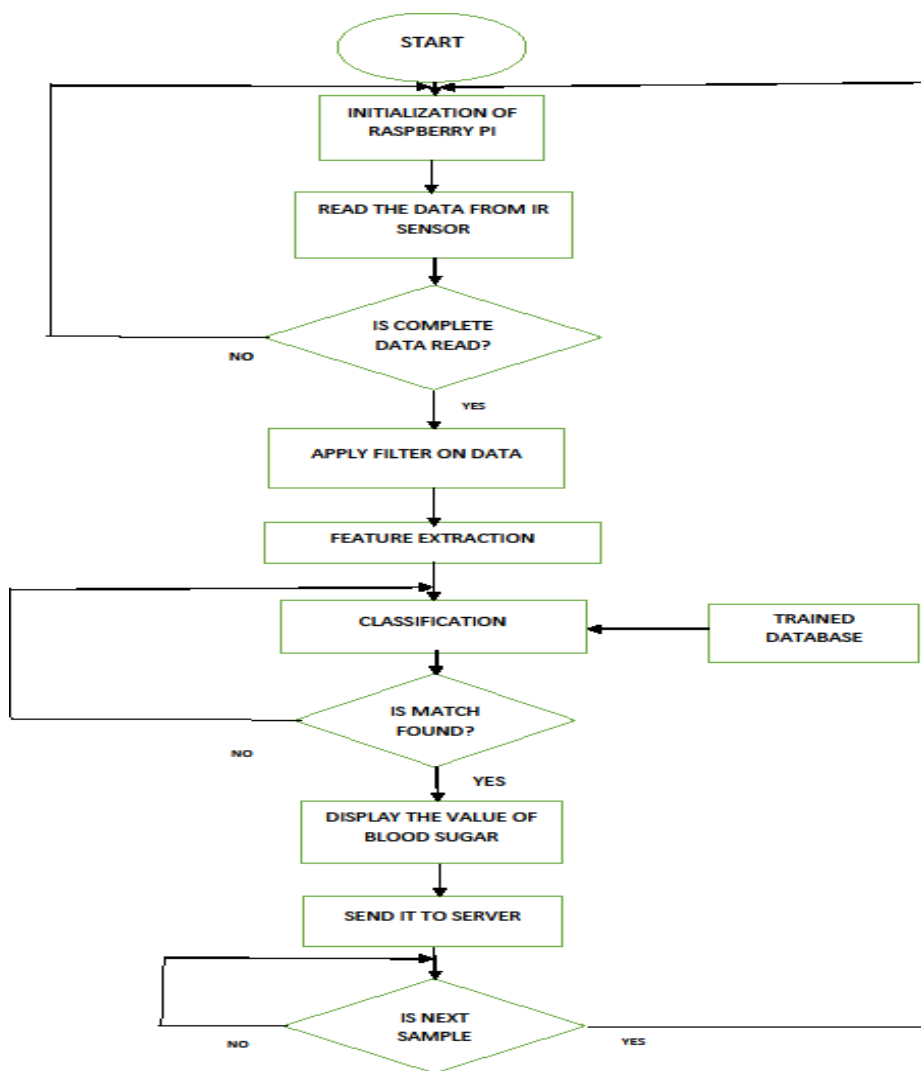 START
INITIALIZATION OF
RASPBERRY PI
READ THE DATA FROM IR
SENSOR
IS COMPLETE
DATA READ?
NO
YES
APPLY FILTER ON DATA
FEATURE EXTRACTION
CLASSIFICATION
TRAINED
DATABASE
IS MATCH
FOUND?
NO
YES
DISPLAY THE VALUE OF
BLOOD SUGAR
SEND IT TO SERVER
IS NEXT
SAMPLE
NO
YES